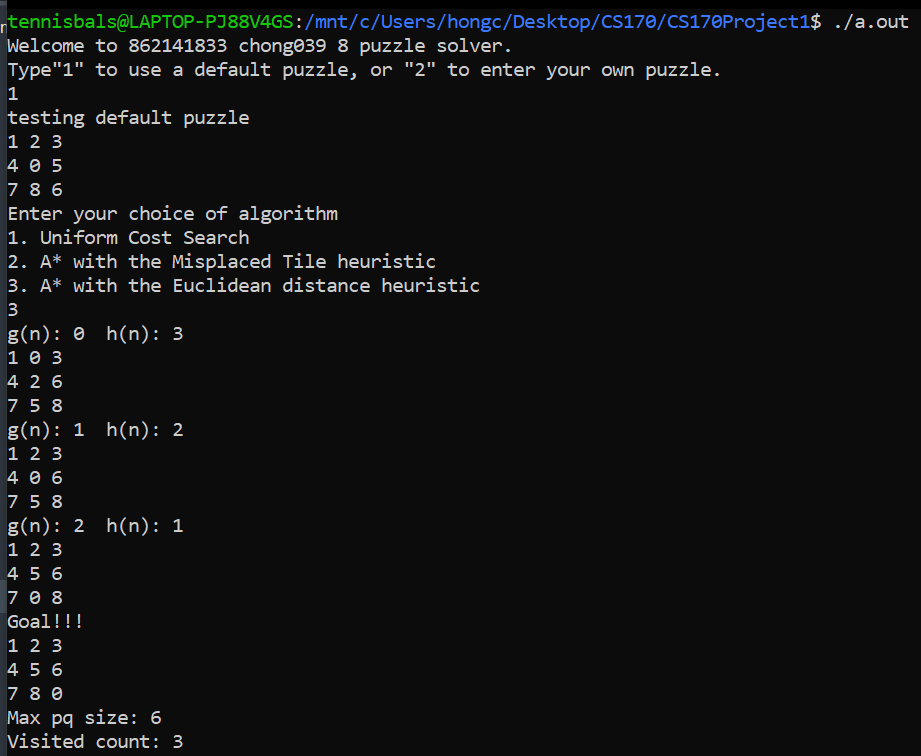 tennisbals@LAPTOP-PJ88V4GS:/mnt/c/Users/hongc/Desktop/CS170/CS170Project1$ ./a.out
Welcome to 862141833 chong039 8 puzzle solver.
Type"1" to use a default puzzle, or "2" to enter your own puzzle.
1
testing default puzzle
1 2 3
4 0 5
7 8 6
Enter your choice of algorithm
1. Uniform Cost Search
2. A* with the Misplaced Tile heuristic
3. A* with the Euclidean distance heuristic
3
g(n): 0  h(n): 3
1 0 3
4 2 6
7 5 8
g(n): 1  h(n): 2
1 2 3
4 0 6
7 5 8
g(n): 2  h(n): 1
1 2 3
4 5 6
7 0 8
Goal!!!
1 2 3
4 5 6
7 8 0
Max pq size: 6
Visited count: 3